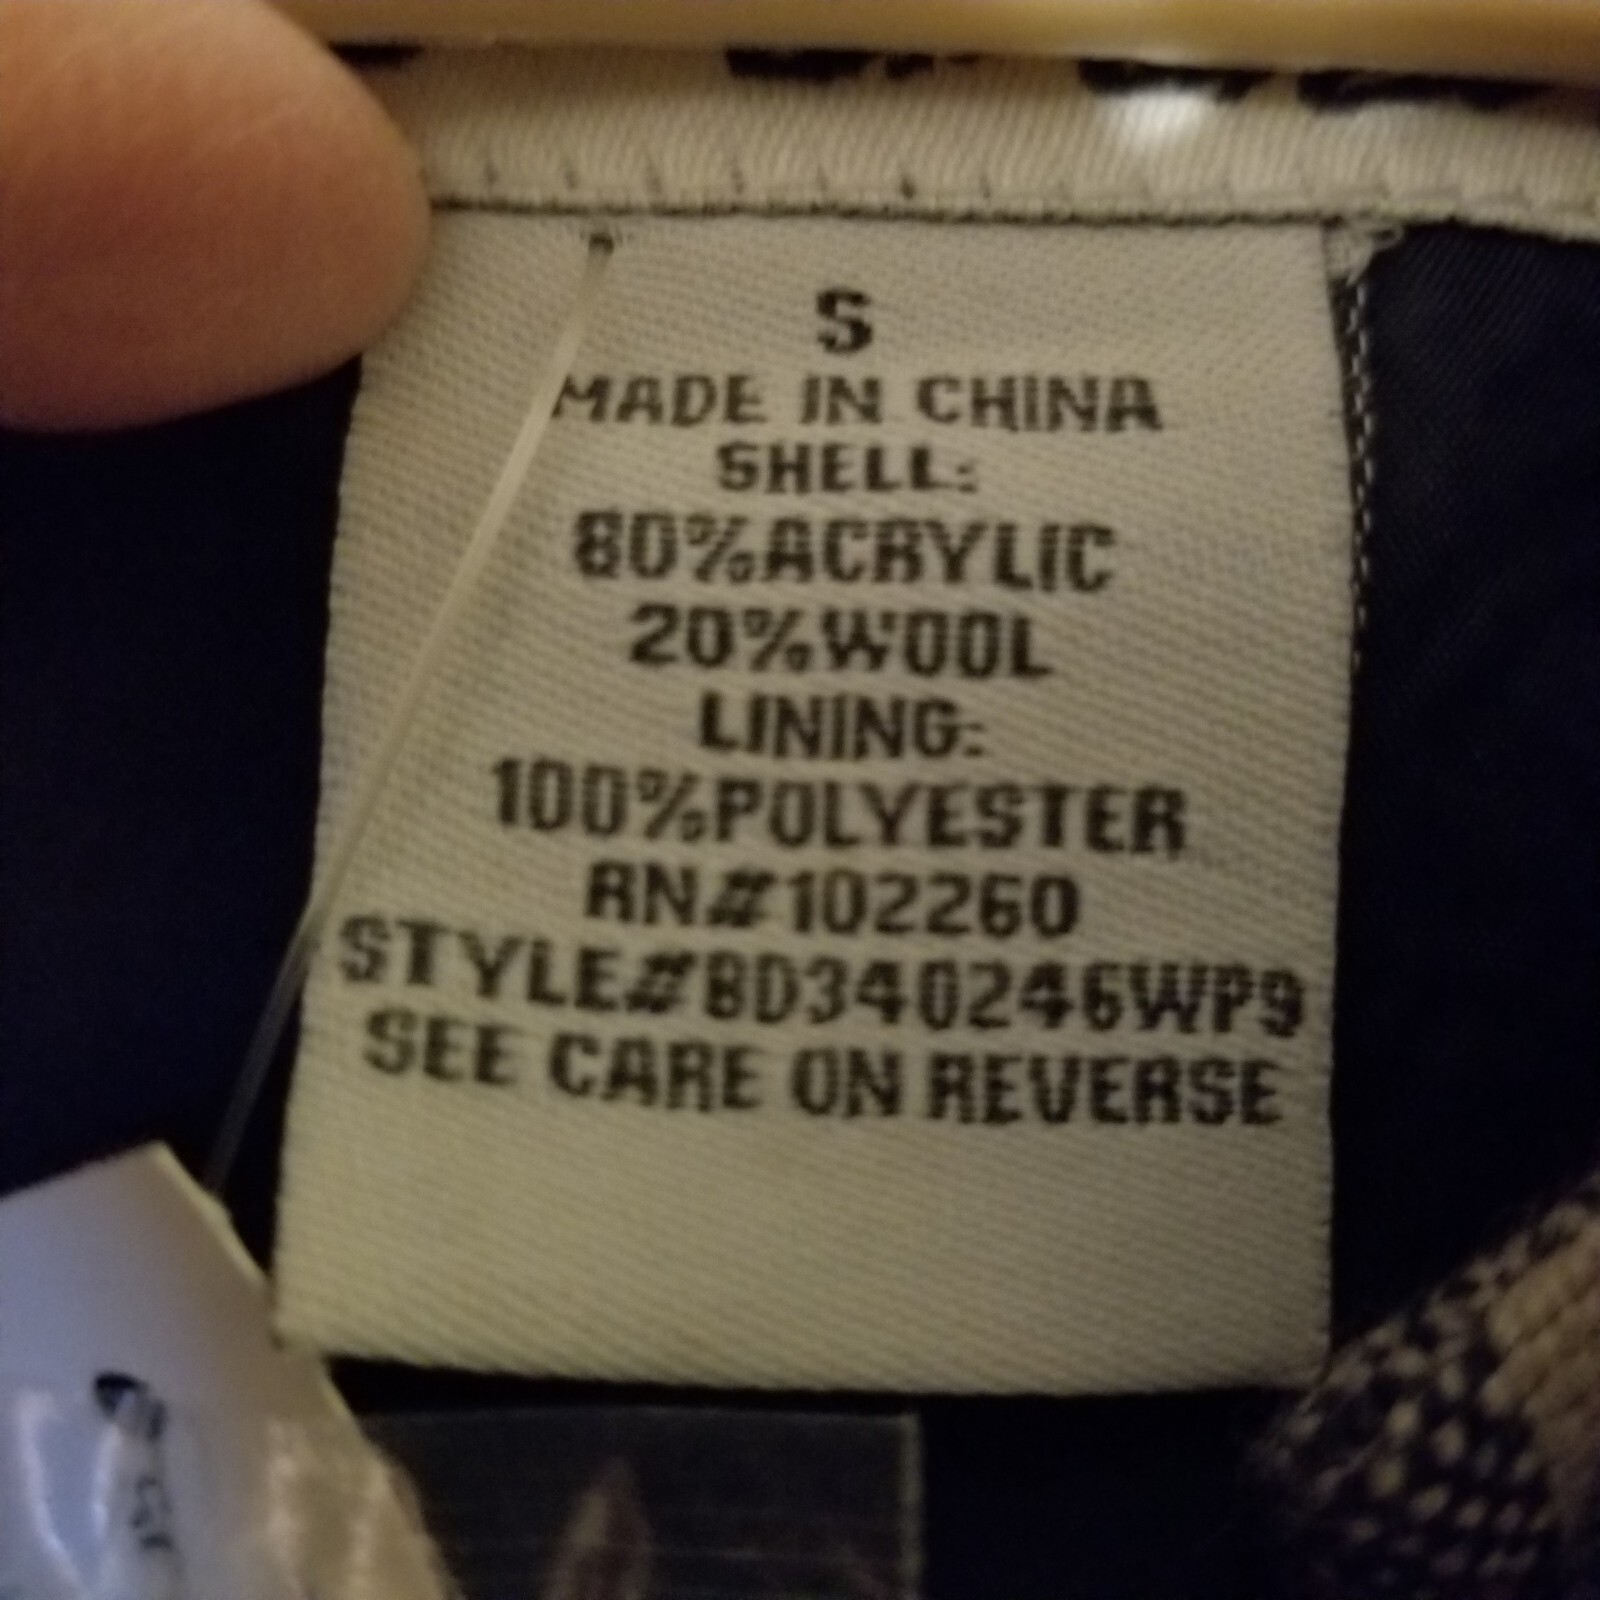 S
MADE IN CHINA
SHELL:
80%ACRYLIC
20%WOOL
LINING:
100%POLYESTER
RN#102260
STYLE#BD340246WP9
SEE CARE ON REVERSE